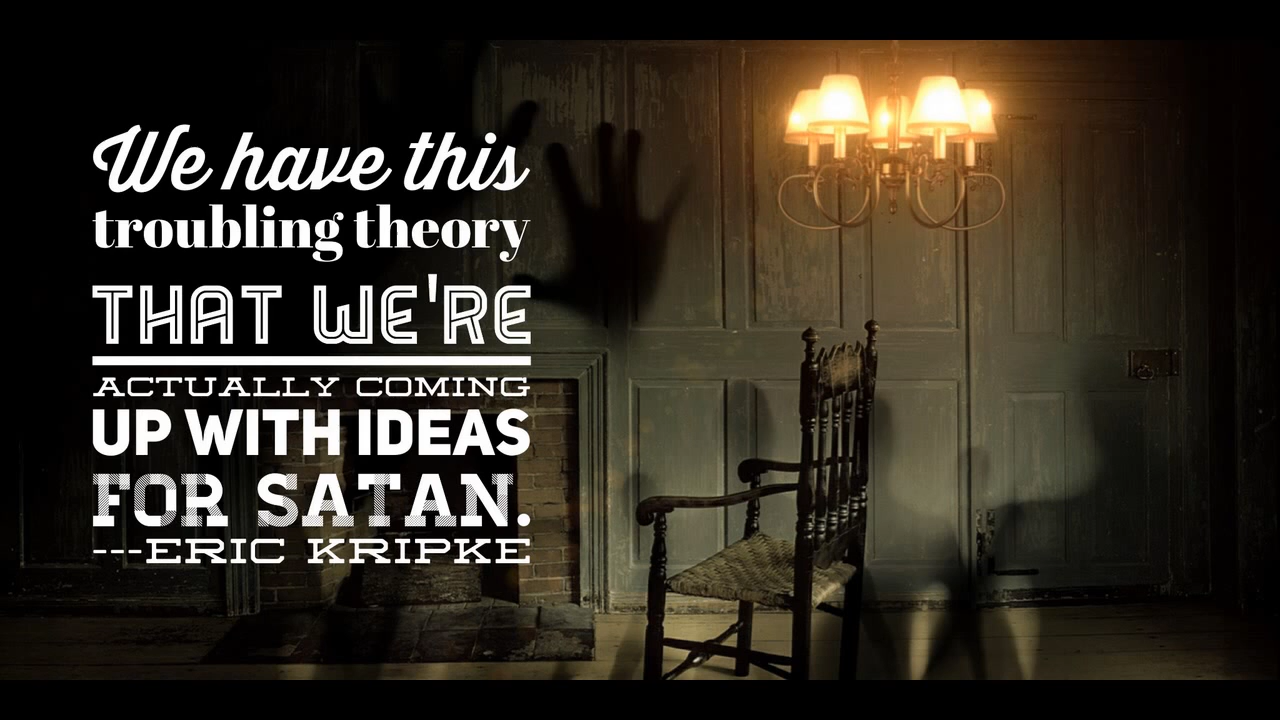 We have this
troubling theory
THAT WE'RE
ACTUALLY COMING
UP WITH IDEAS
FOR SATAN.
---ERIC KRIPKE